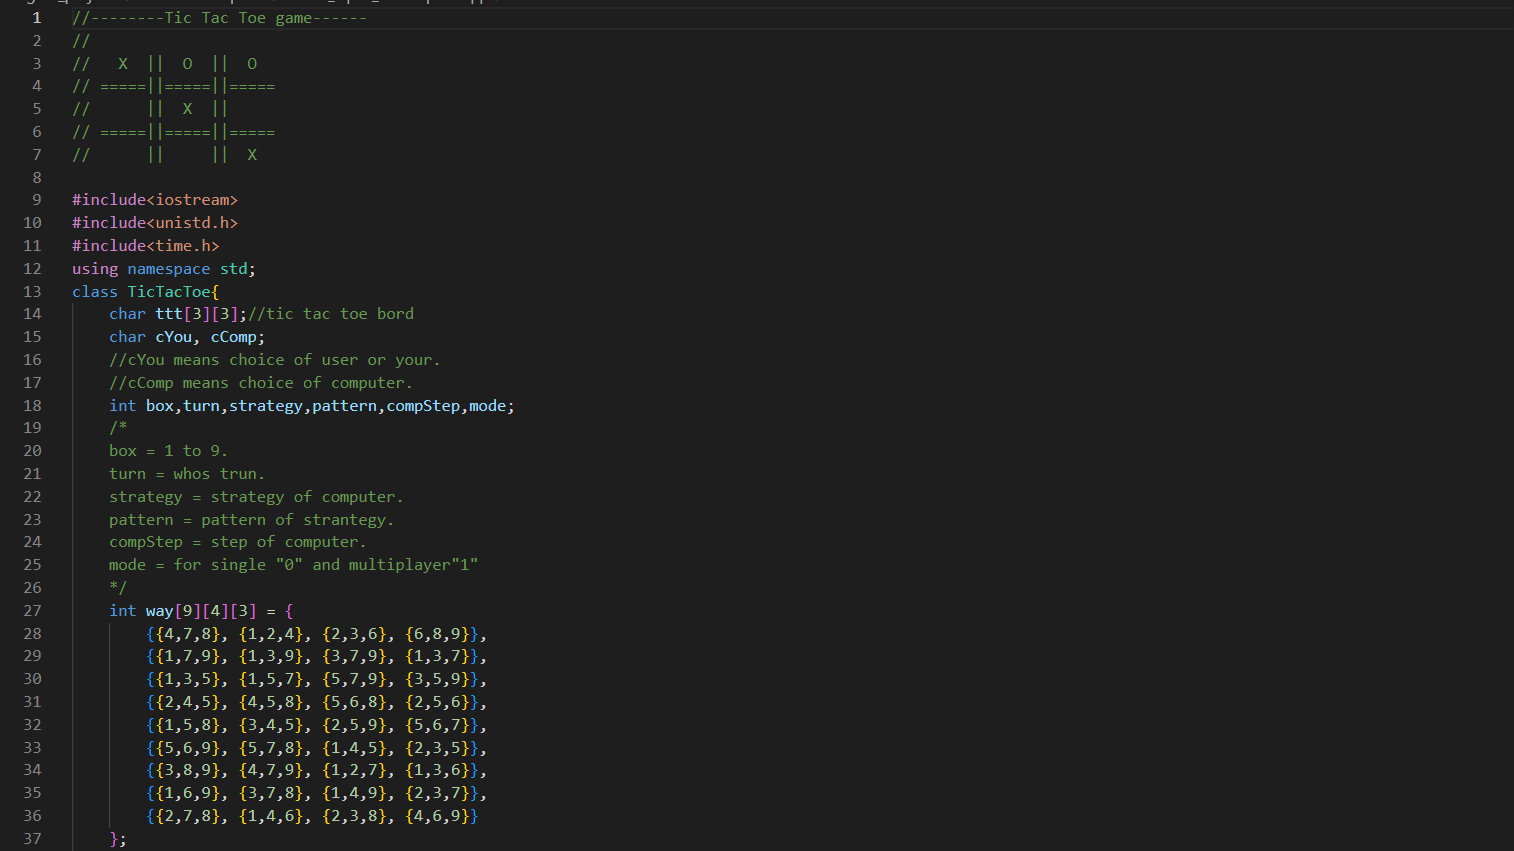 1 //--------Tic Tac Toe game------
2 //
3 //   X  ||  O  ||  O
4 // =====||=====||=====
5 //      ||  X  ||
6 // =====||=====||=====
7 //      ||     ||  X
8
9 #include<iostream>
10 #include<unistd.h>
11 #include<time.h>
12 using namespace std;
13 class TicTacToe{
14     char ttt[3][3];//tic tac toe bord
15     char cYou, cComp;
16     //cYou means choice of user or your.
17     //cComp means choice of computer.
18     int box,turn,strategy,pattern,compStep,mode;
19     /*
20     box = 1 to 9.
21     turn = whos trun.
22     strategy = strategy of computer.
23     pattern = pattern of strantegy.
24     compStep = step of computer.
25     mode = for single "0" and multiplayer"1"
26     */
27     int way[9][4][3] = {
28         {{4,7,8}, {1,2,4}, {2,3,6}, {6,8,9}},
29         {{1,7,9}, {1,3,9}, {3,7,9}, {1,3,7}},
30         {{1,3,5}, {1,5,7}, {5,7,9}, {3,5,9}},
31         {{2,4,5}, {4,5,8}, {5,6,8}, {2,5,6}},
32         {{1,5,8}, {3,4,5}, {2,5,9}, {5,6,7}},
33         {{5,6,9}, {5,7,8}, {1,4,5}, {2,3,5}},
34         {{3,8,9}, {4,7,9}, {1,2,7}, {1,3,6}},
35         {{1,6,9}, {3,7,8}, {1,4,9}, {2,3,7}},
36         {{2,7,8}, {1,4,6}, {2,3,8}, {4,6,9}}
37     };